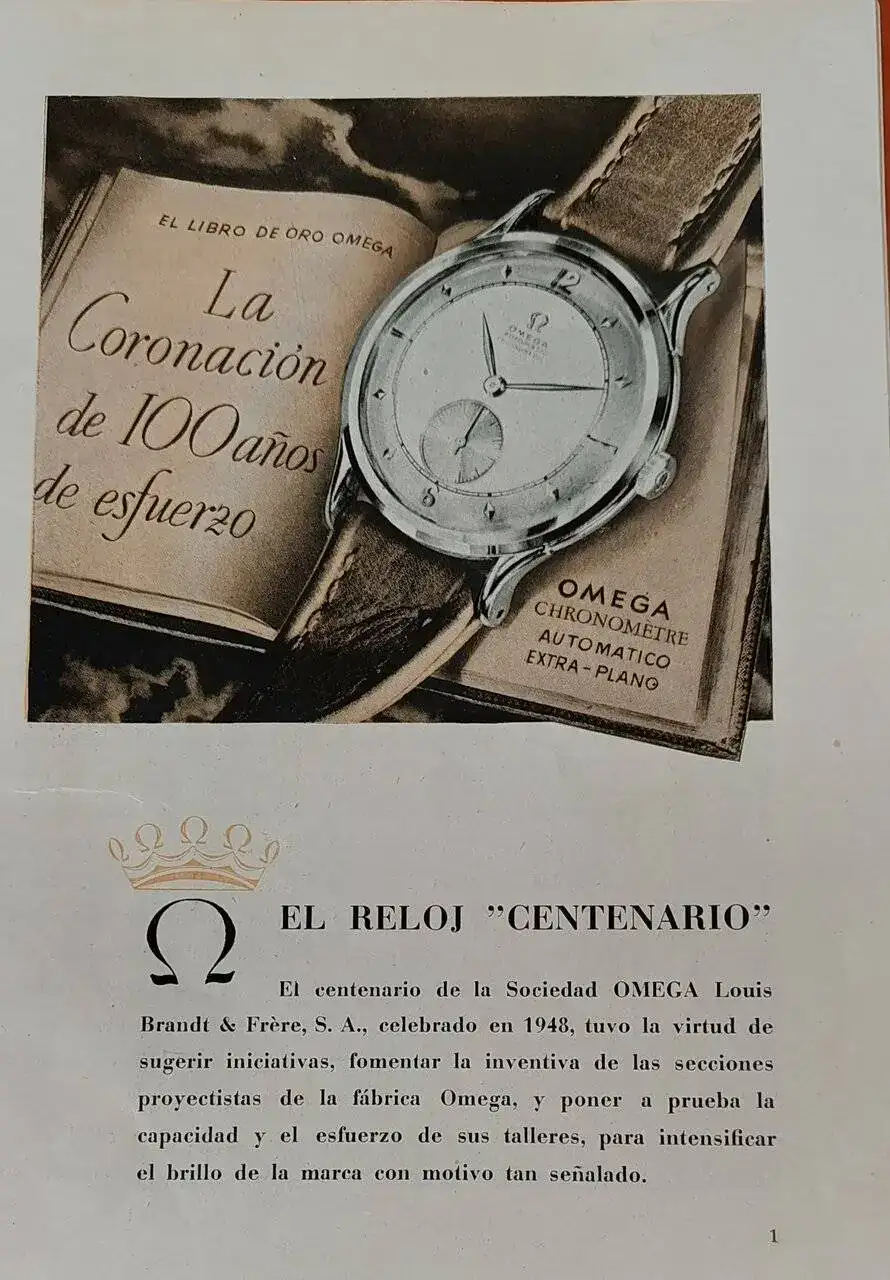 EL LIBRO DE ORO OMEGA
La
Coronación
de 100 años
de esfuerzo
12
Ω
OMEGA
6
OMEGA
CHRONOMETRE
AUTOMATICO
EXTRA-PLANO
Ω
EL RELOJ "CENTENARIO"
El centenario de la Sociedad OMEGA Louis
Brandt & Frère, S. A., celebrado en 1948, tuvo la virtud de
sugerir iniciativas, fomentar la inventiva de las secciones
proyectistas de la fábrica Omega, y poner a prueba la
capacidad y el esfuerzo de sus talleres, para intensificar
el brillo de la marca con motivo tan señalado.
1